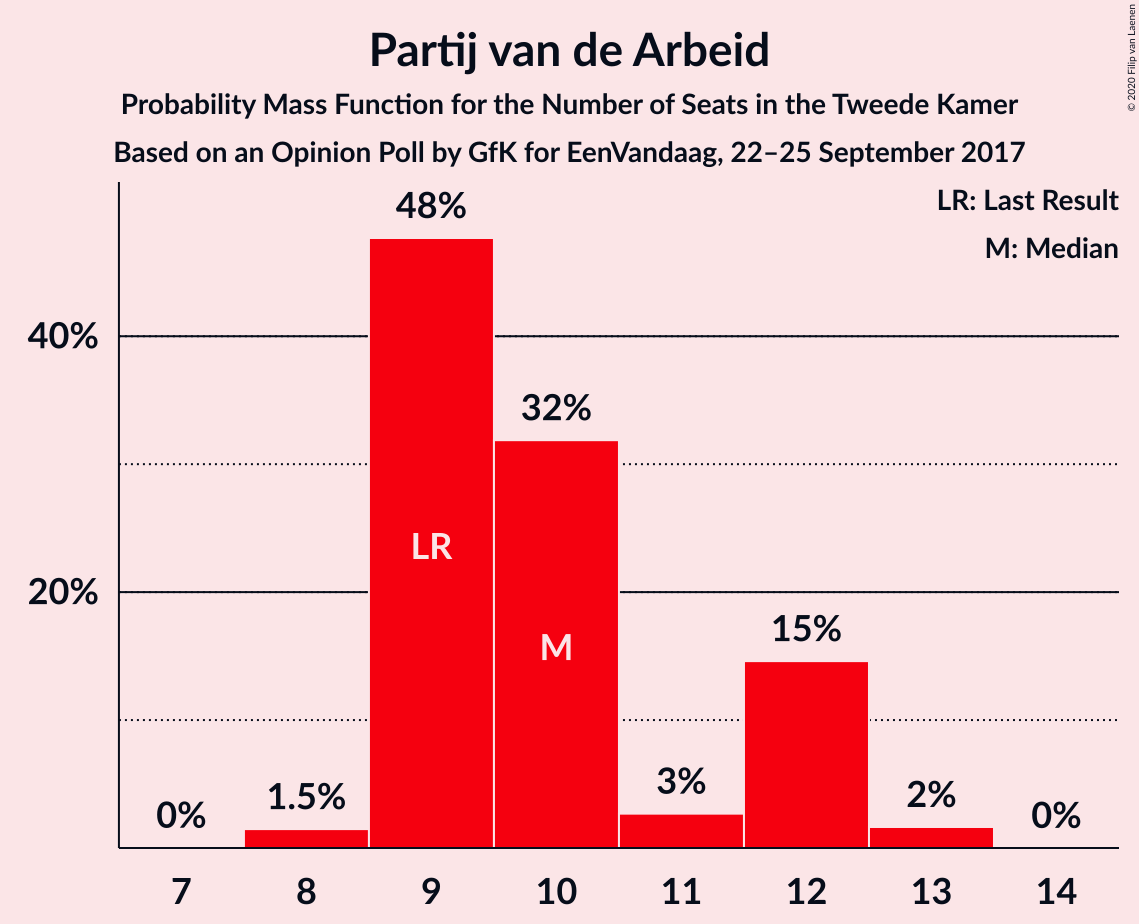 Partij van de Arbeid
Probability Mass Function for the Number of Seats in the Tweede Kamer
Based on an Opinion Poll by GfK for EenVandaag, 22–25 September 2017
© 2020 Filip van Laenen
LR: Last Result
M: Median
48%
40%
32%
LR
20%
15%
M
3%
2%
1.5%
0%
0%
7 8 9 10 11 12 13 14